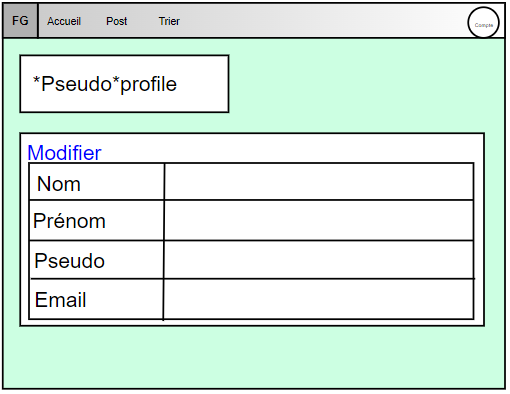 FG Accueil Post Trier Compte
*Pseudo*profile
Modifier
Nom
Prénom
Pseudo
Email